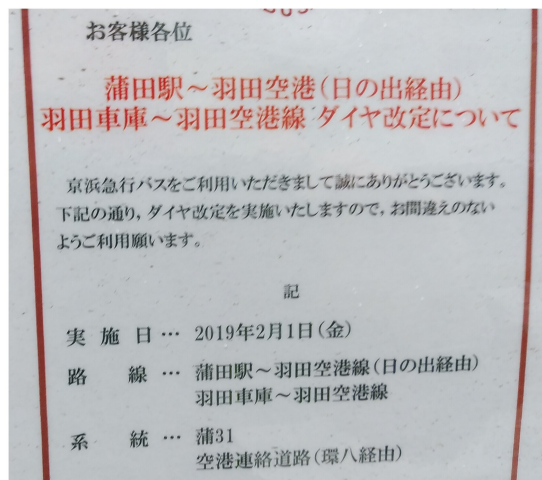 お客様各位
蒲田駅～羽田空港(日の出経由)
羽田車庫～羽田空港線 ダイヤ改定について
京浜急行バスをご利用いただきまして誠にありがとうございます。
下記の通り,ダイヤ改定を実施いたしますので,お間違えのない
ようご利用願います。
記
実施日… 2019年2月1日(金)
路線… 蒲田駅～羽田空港線(日の出経由)
羽田車庫～羽田空港線
系統… 蒲31
空港連絡道路(環八経由)